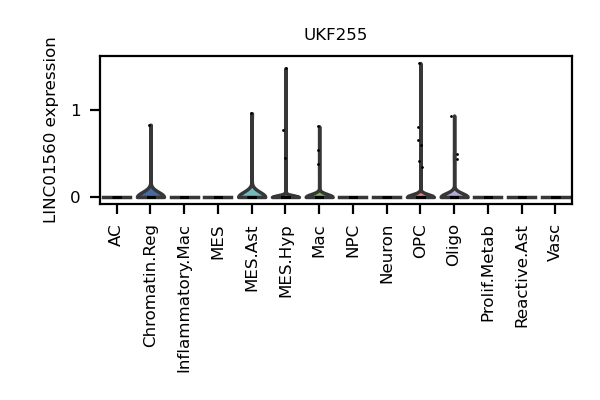 UKF255
LINC01560 expression
1
0
AC
Chromatin.Reg
Inflammatory.Mac
MES
MES.Ast
MES.Hyp
Mac
NPC
Neuron
OPC
Oligo
Prolif.Metab
Reactive.Ast
Vasc